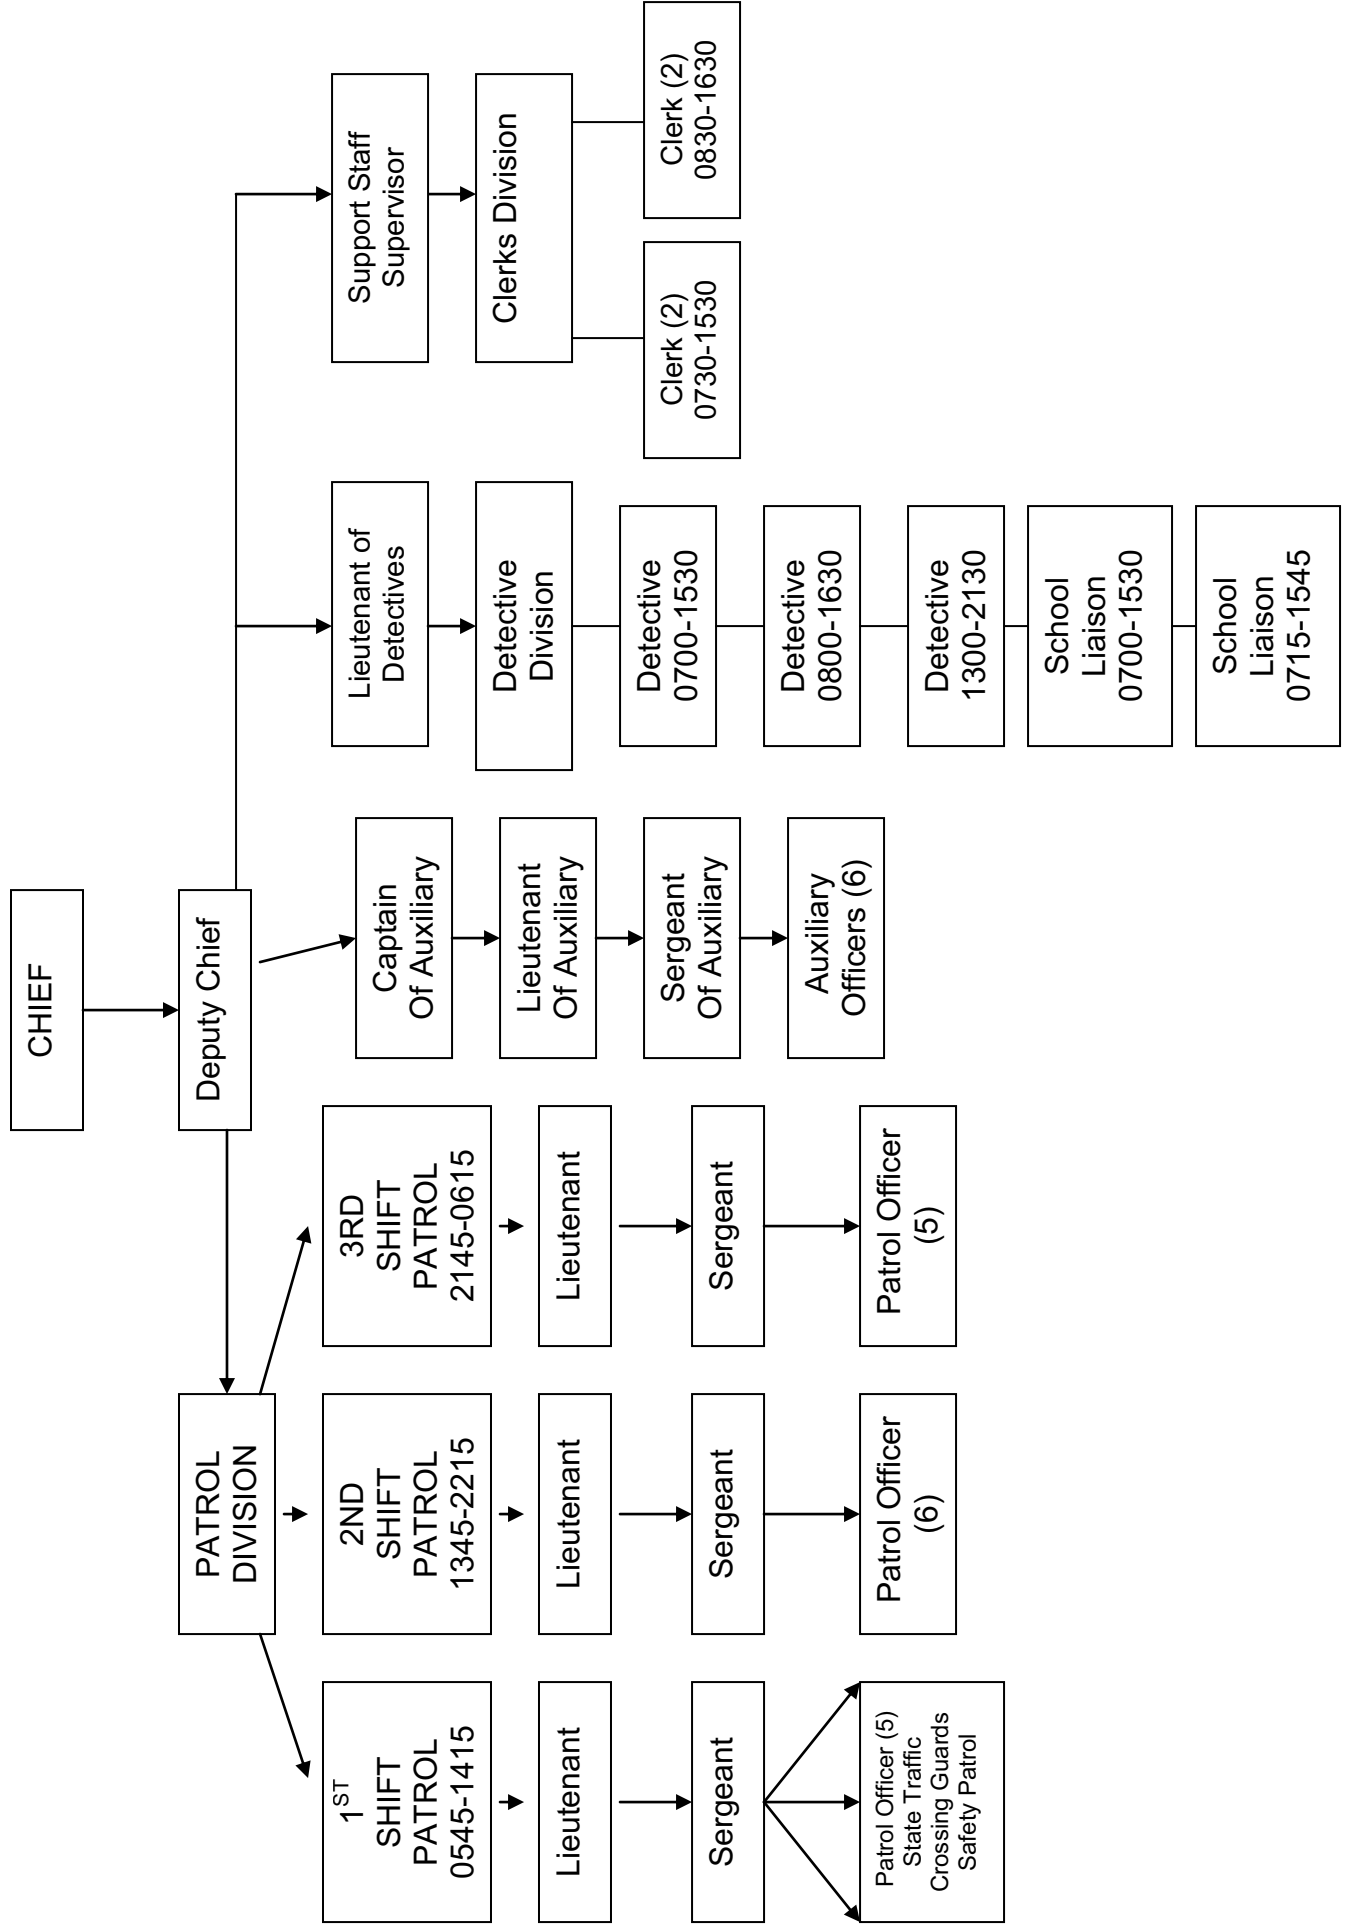 CHIEF
Deputy Chief
PATROL
DIVISION
1ST
SHIFT
PATROL
0545-1415
Lieutenant
Sergeant
Patrol Officer (5)
State Traffic
Crossing Guards
Safety Patrol
2ND
SHIFT
PATROL
1345-2215
Lieutenant
Sergeant
Patrol Officer
(6)
3RD
SHIFT
PATROL
2145-0615
Lieutenant
Sergeant
Patrol Officer
(5)
Captain
Of Auxiliary
Lieutenant
Of Auxiliary
Sergeant
Of Auxiliary
Auxiliary
Officers (6)
Lieutenant of
Detectives
Detective
Division
Detective
0700-1530
Detective
0800-1630
Detective
1300-2130
School
Liaison
0700-1530
School
Liaison
0715-1545
Support Staff
Supervisor
Clerks Division
Clerk (2)
0730-1530
Clerk (2)
0830-1630